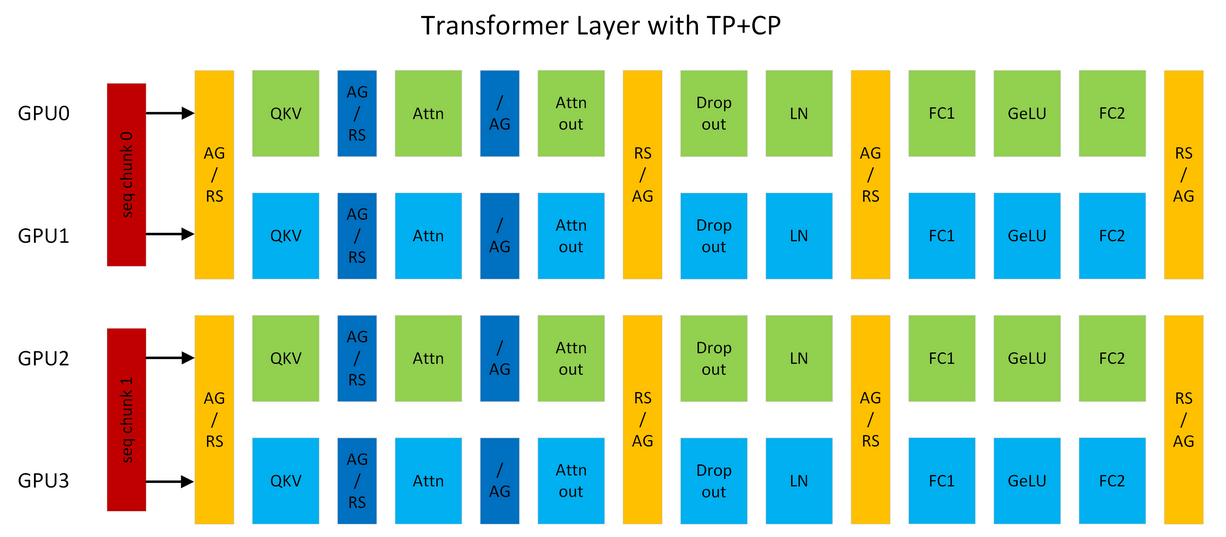 Transformer Layer with TP+CP
GPU0
seq chunk 0
AG
/
RS
QKV
AG
/
RS
Attn
/
AG
Attn
out
RS
/
AG
Drop
out
LN
AG
/
RS
FC1
GeLU
FC2
RS
/
AG
GPU1
QKV
AG
/
RS
Attn
/
AG
Attn
out
Drop
out
LN
FC1
GeLU
FC2
GPU2
seq chunk 1
AG
/
RS
QKV
AG
/
RS
Attn
/
AG
Attn
out
RS
/
AG
Drop
out
LN
AG
/
RS
FC1
GeLU
FC2
RS
/
AG
GPU3
QKV
AG
/
RS
Attn
/
AG
Attn
out
Drop
out
LN
FC1
GeLU
FC2